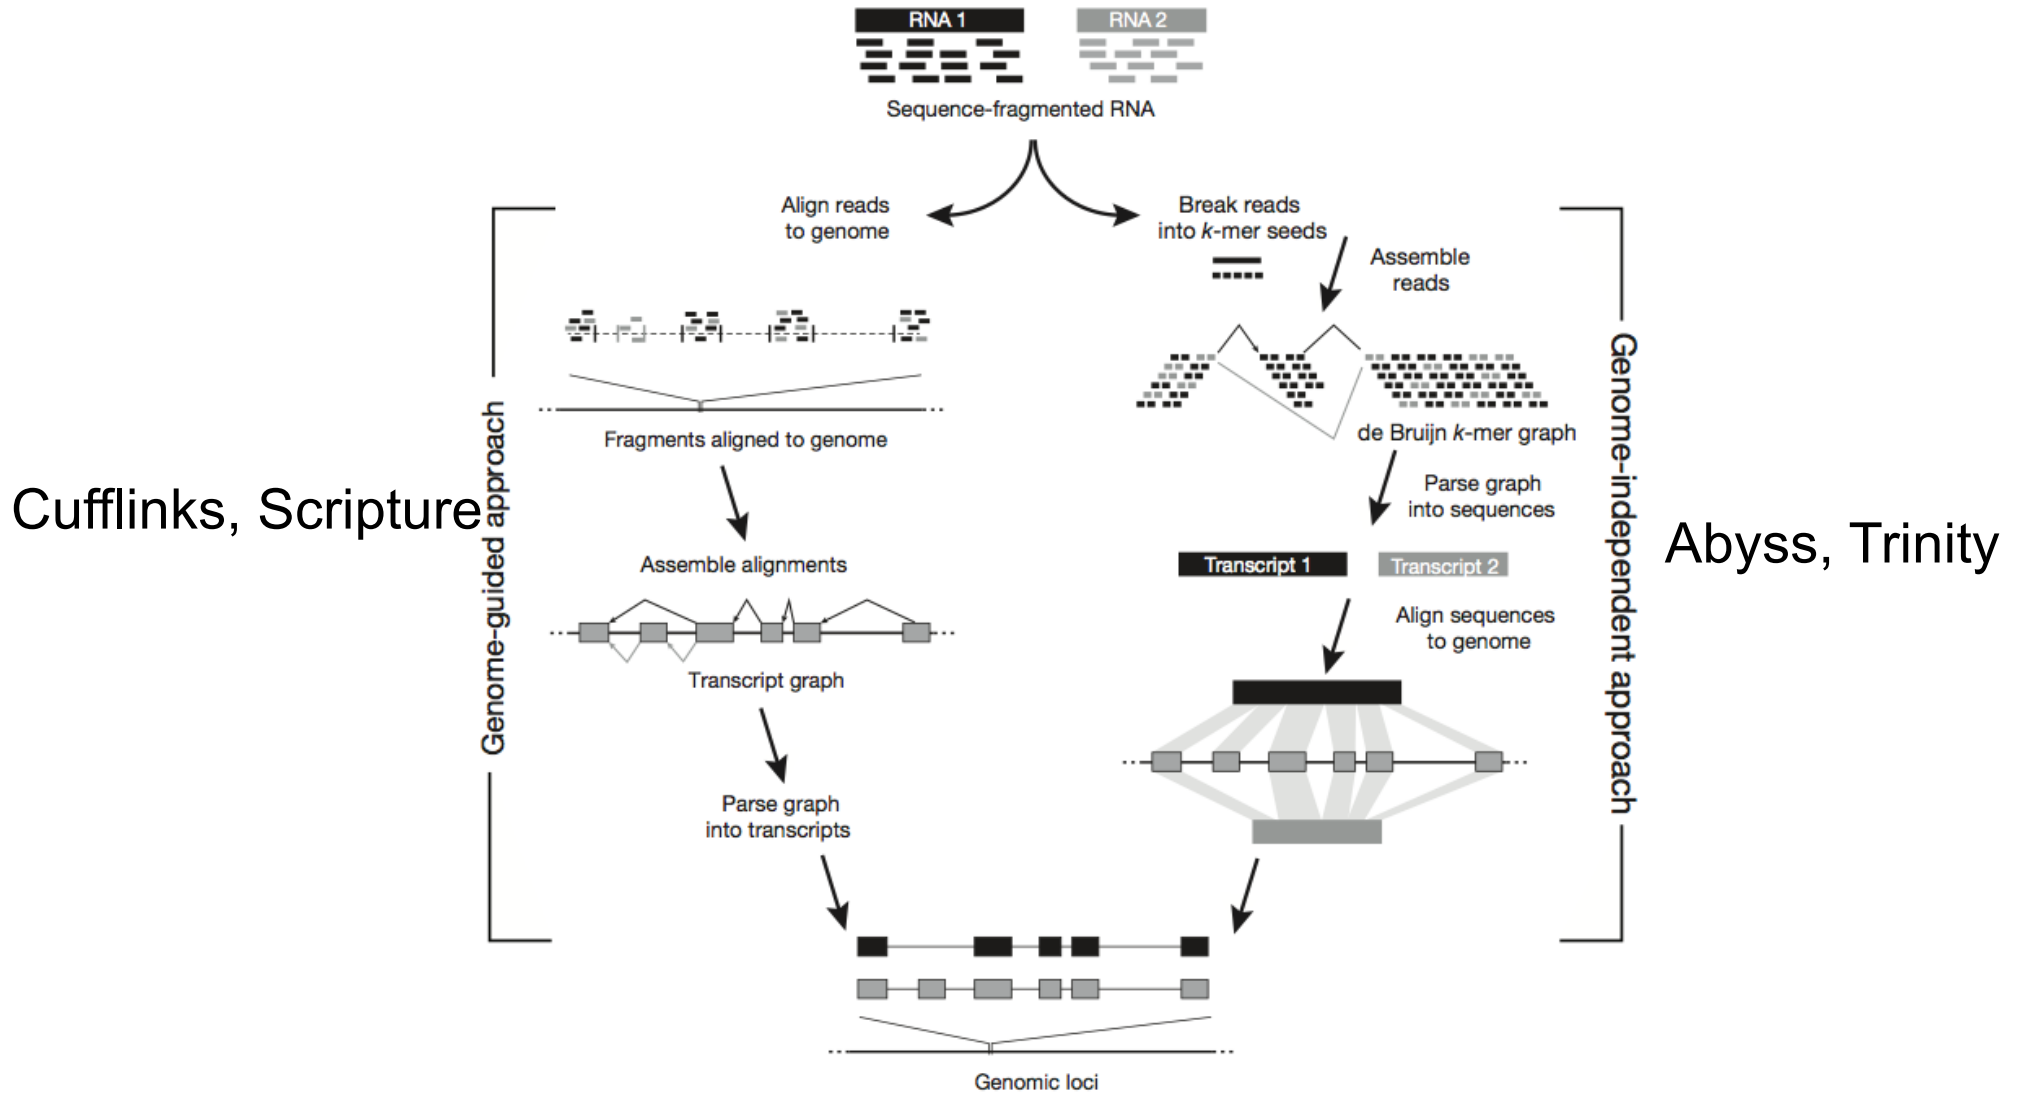 RNA 1
RNA 2
Sequence-fragmented RNA
Align reads
to genome
Break reads
into k-mer seeds
Assemble
reads
Fragments aligned to genome
de Bruijn k-mer graph
Parse graph
into sequences
Cufflinks, Scripture
Genome-guided approach
Genome-independent approach
Abyss, Trinity
Assemble alignments
Transcript 1
Transcript 2
Align sequences
to genome
Transcript graph
Parse graph
into transcripts
Genomic loci